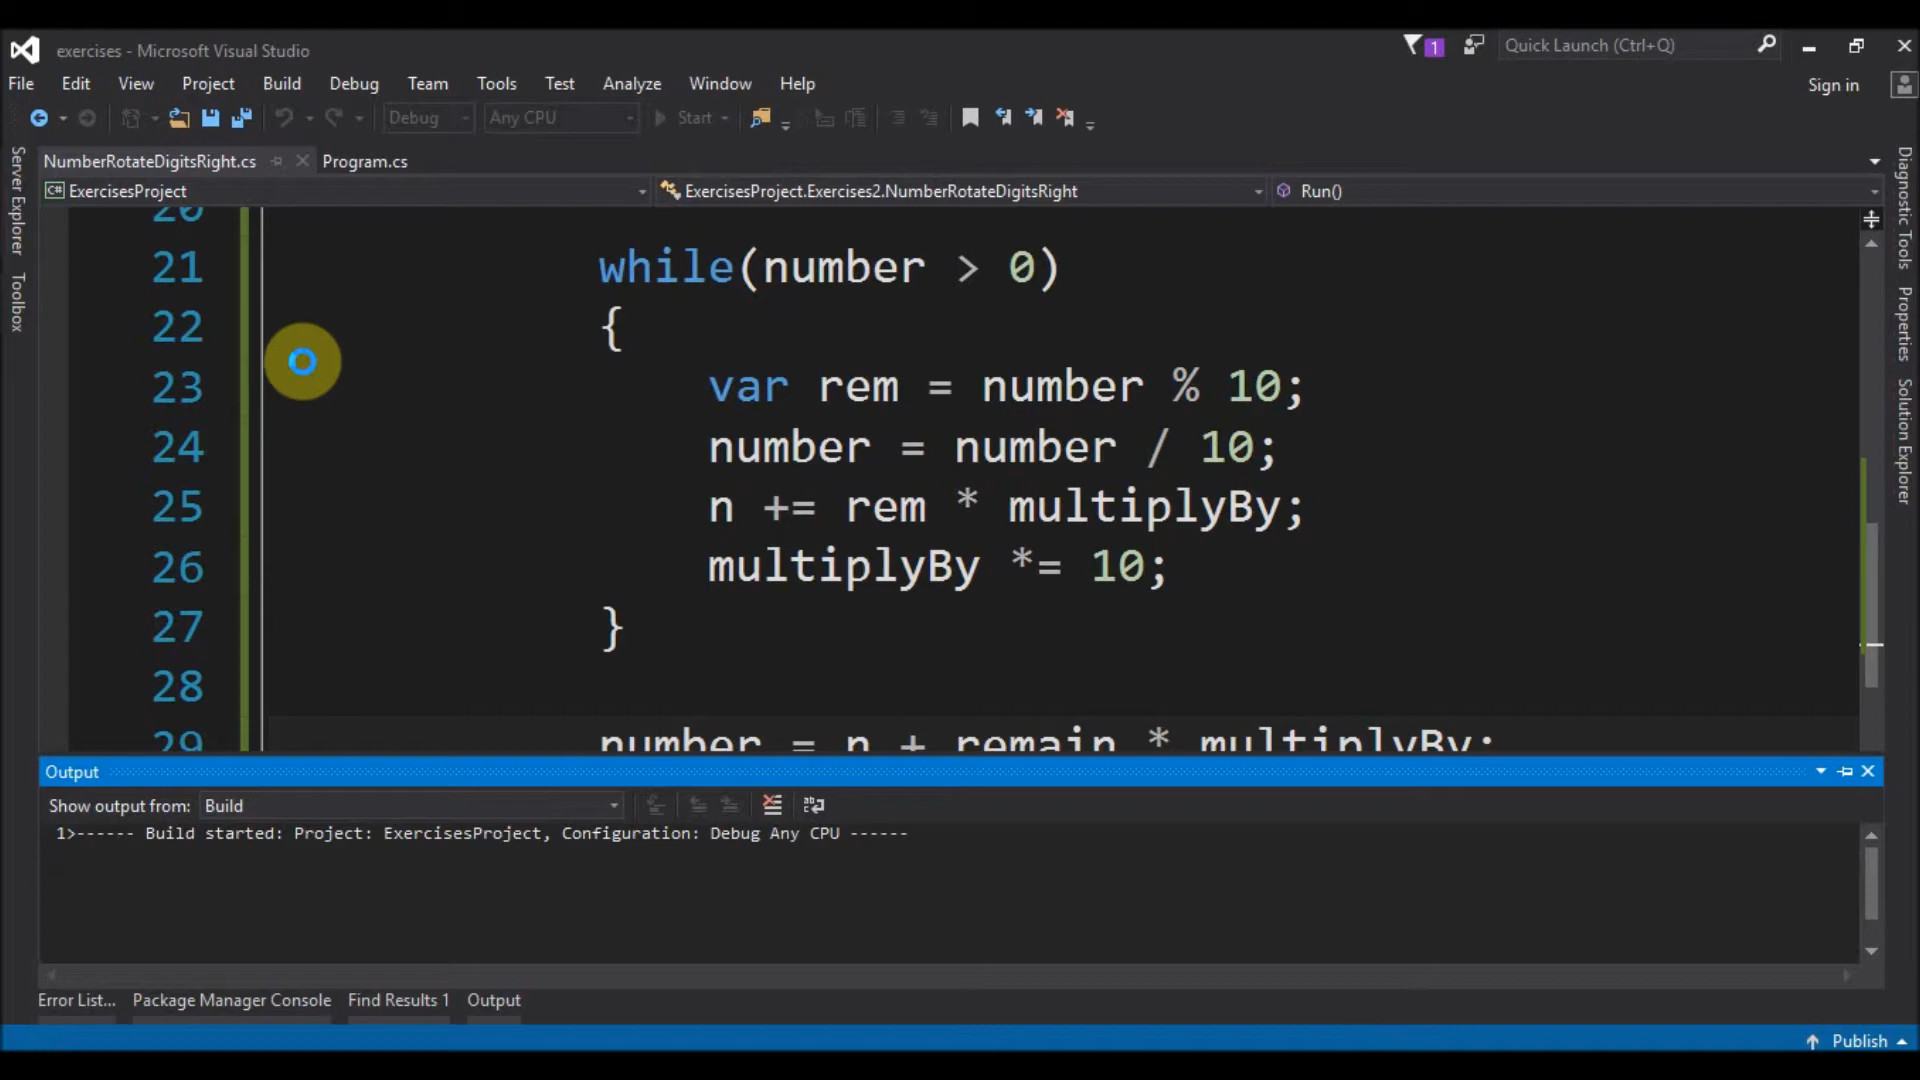 exercises - Microsoft Visual Studio
1
Quick Launch (Ctrl+Q)
File Edit View Project Build Debug Team Tools Test Analyze Window Help
Sign in
Debug Any CPU Start
Server Explorer
Toolbox
NumberRotateDigitsRight.cs Program.cs
C# ExercisesProject ExercisesProject.Exercises2.NumberRotateDigitsRight Run()
Diagnostic Tools
Properties
Solution Explorer
20
21 while(number > 0)
22 {
23 var rem = number % 10;
24 number = number / 10;
25 n += rem * multiplyBy;
26 multiplyBy *= 10;
27 }
28
29 number = n + remain * multiplyBy;
Output
Show output from: Build
1>------ Build started: Project: ExercisesProject, Configuration: Debug Any CPU ------
Error List... Package Manager Console Find Results 1 Output
Publish